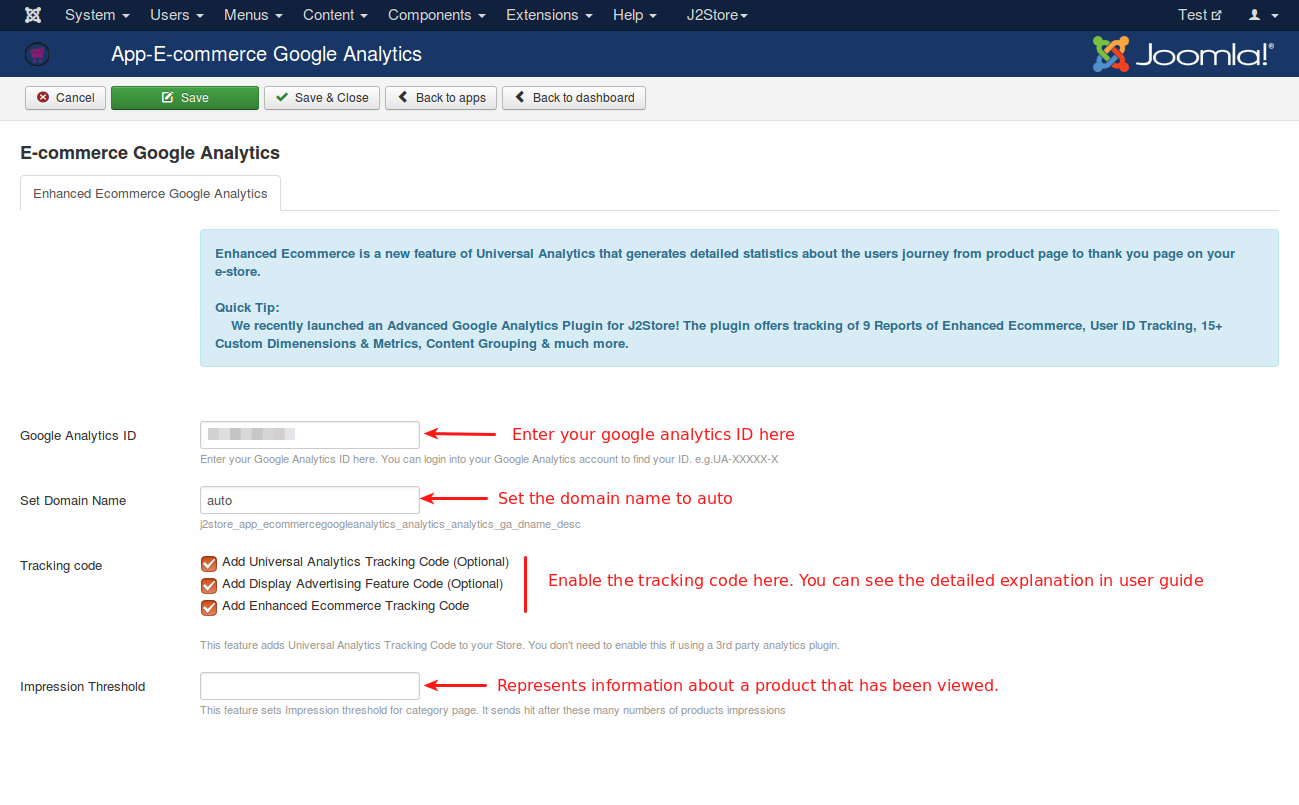 System Users Menus Content Components Extensions Help J2Store Test
App-E-commerce Google Analytics Joomla!®
Cancel Save Save & Close Back to apps Back to dashboard
E-commerce Google Analytics
Enhanced Ecommerce Google Analytics
Enhanced Ecommerce is a new feature of Universal Analytics that generates detailed statistics about the users journey from product page to thank you page on your
e-store.
Quick Tip:
We recently launched an Advanced Google Analytics Plugin for J2Store! The plugin offers tracking of 9 Reports of Enhanced Ecommerce, User ID Tracking, 15+
Custom Dimenensions & Metrics, Content Grouping & much more.
Google Analytics ID Enter your google analytics ID here
Enter your Google Analytics ID here. You can login into your Google Analytics account to find your ID. e.g.UA-XXXXX-X
Set Domain Name auto Set the domain name to auto
j2store_app_ecommercegoogleanalytics_analytics_analytics_ga_dname_desc
Tracking code Add Universal Analytics Tracking Code (Optional)
Add Display Advertising Feature Code (Optional) Enable the tracking code here. You can see the detailed explanation in user guide
Add Enhanced Ecommerce Tracking Code
This feature adds Universal Analytics Tracking Code to your Store. You don't need to enable this if using a 3rd party analytics plugin.
Impression Threshold Represents information about a product that has been viewed.
This feature sets Impression threshold for category page. It sends hit after these many numbers of products impressions